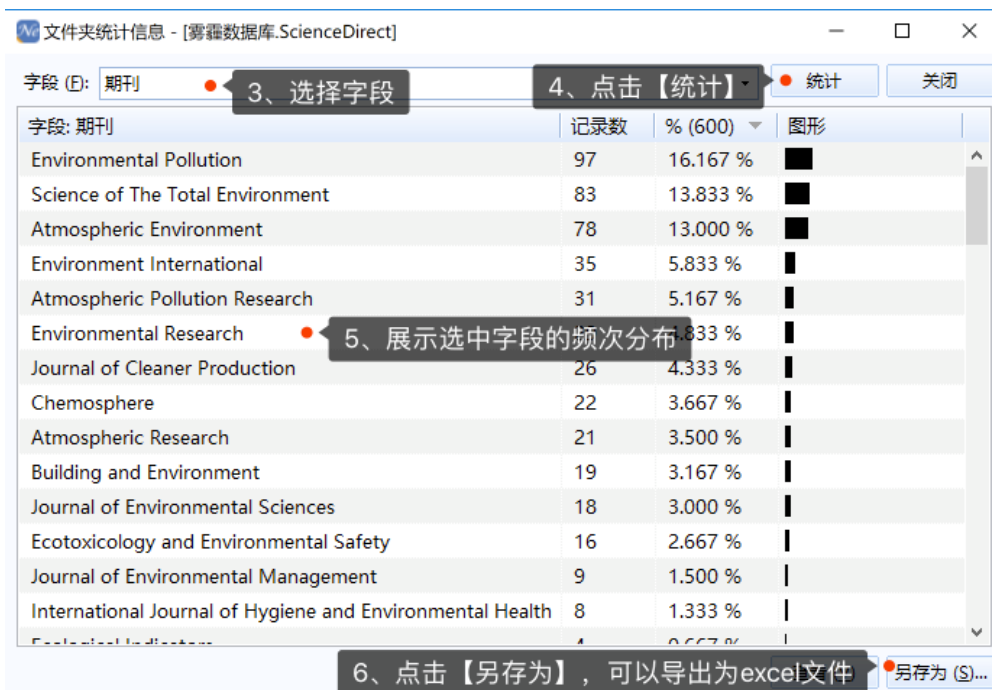 文件夹统计信息 - [雾霾数据库.ScienceDirect]
字段 (F): 期刊 3、选择字段 4、点击【统计】 统计 关闭
字段: 期刊 记录数 % (600) 图形
Environmental Pollution 97 16.167 %
Science of The Total Environment 83 13.833 %
Atmospheric Environment 78 13.000 %
Environment International 35 5.833 %
Atmospheric Pollution Research 31 5.167 %
Environmental Research 5、展示选中字段的频次分布 .833 %
Journal of Cleaner Production 26 4.333 %
Chemosphere 22 3.667 %
Atmospheric Research 21 3.500 %
Building and Environment 19 3.167 %
Journal of Environmental Sciences 18 3.000 %
Ecotoxicology and Environmental Safety 16 2.667 %
Journal of Environmental Management 9 1.500 %
International Journal of Hygiene and Environmental Health 8 1.333 %
Ecological Indicators 4 0.667 %
6、点击【另存为】，可以导出为excel文件 另存为 (S)...